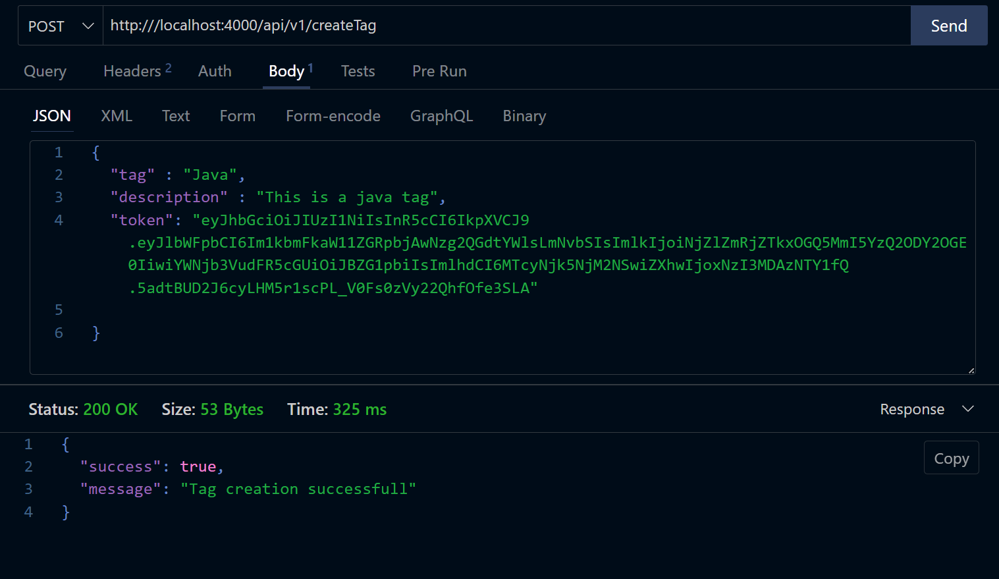 POST http:///localhost:4000/api/v1/createTag Send
Query Headers 2 Auth Body 1 Tests Pre Run
JSON XML Text Form Form-encode GraphQL Binary
1 {
2 "tag" : "Java",
3 "description" : "This is a java tag",
4 "token": "eyJhbGciOiJIUzI1NiIsInR5cCI6IkpXVCJ9
.eyJlbWFpbCI6Im1kbmFkaW11ZGRpbjAwNzg2QGdtYWlsLmNvbSIsImlkIjoiNjZlZmRjZTkxOGQ5MmI5YzQ2ODY2OGE
0IiwiYWNjb3VudFR5cGUiOiJBZG1pbiIsImlhdCI6MTcyNjk5NjM2NSwiZXhwIjoxNzI3MDAzNTY1fQ
.5adtBUD2J6cyLHM5r1scPL_V0Fs0zVy22QhfOfe3SLA"
5
6 }
Status: 200 OK Size: 53 Bytes Time: 325 ms Response
1 {
Copy
2 "success": true,
3 "message": "Tag creation successfull"
4 }